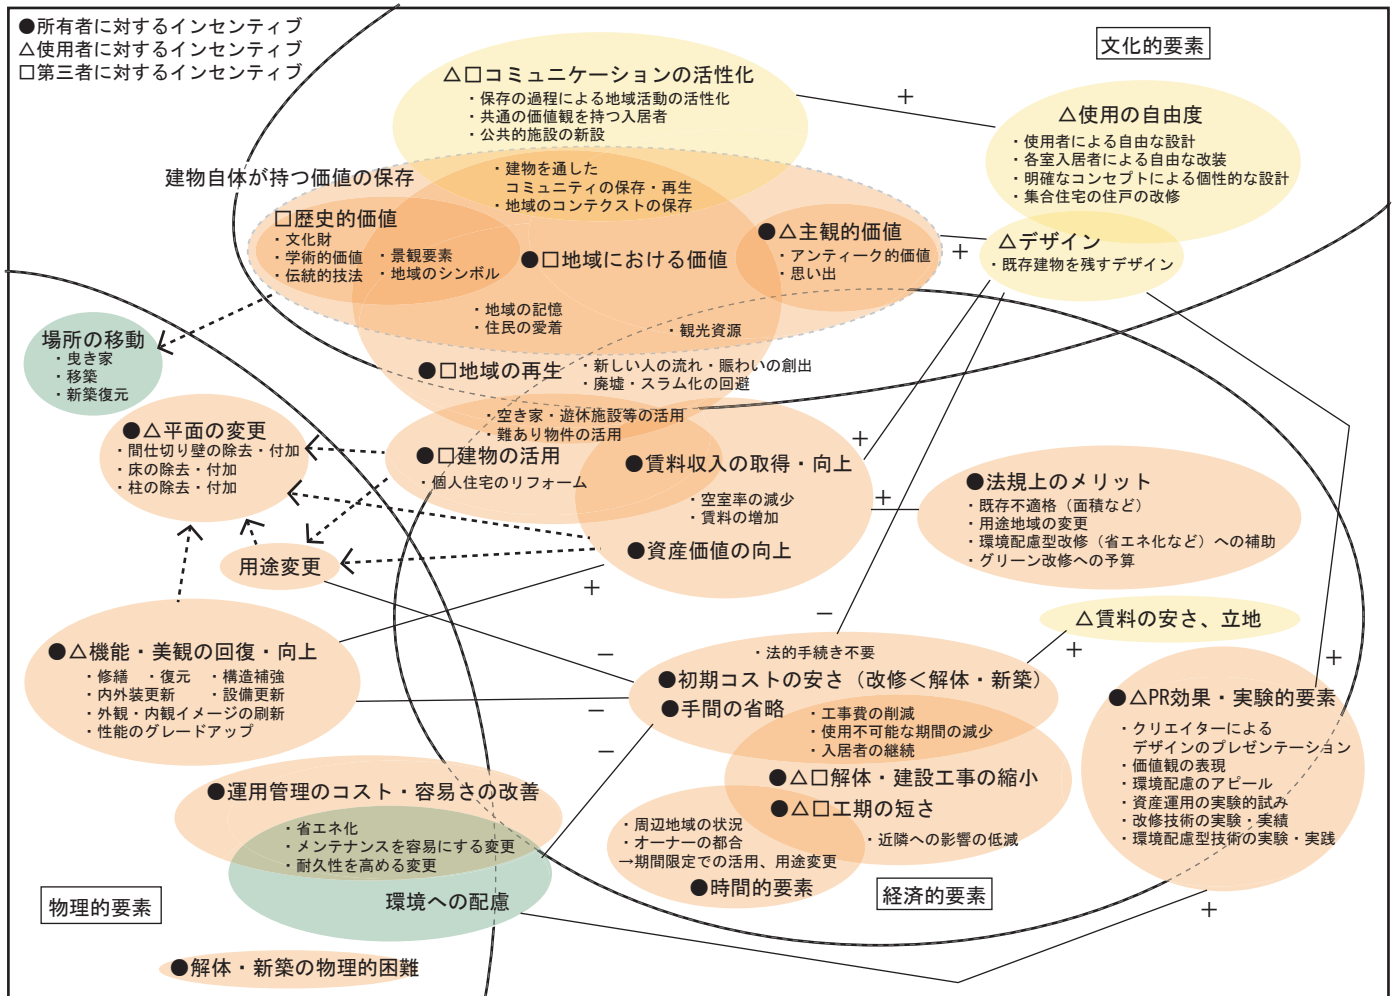 ●所有者に対するインセンティブ
△使用者に対するインセンティブ
□第三者に対するインセンティブ
文化的要素
△□コミュニケーションの活性化
・保存の過程による地域活動の活性化
・共通の価値観を持つ入居者
・公共的施設の新設
＋
△使用の自由度
・使用者による自由な設計
・各室入居者による自由な改装
・明確なコンセプトによる個性的な設計
・集合住宅の住戸の改修
建物自体が持つ価値の保存
・建物を通した
コミュニティの保存・再生
・地域のコンテクストの保存
□歴史的価値
・文化財
・学術的価値
・伝統的技法
・景観要素
・地域のシンボル
●□地域における価値
●△主観的価値
・アンティーク的価値
・思い出
＋
△デザイン
・既存建物を残すデザイン
・地域の記憶
・住民の愛着
・観光資源
場所の移動
・曳き家
・移築
・新築復元
●□地域の再生
・新しい人の流れ・賑わいの創出
・廃墟・スラム化の回避
・空き家・遊休施設等の活用
・難あり物件の活用
●△平面の変更
・間仕切り壁の除去・付加
・床の除去・付加
・柱の除去・付加
●□建物の活用
・個人住宅のリフォーム
＋
●賃料収入の取得・向上
・空室率の減少
・賃料の増加
●資産価値の向上
＋
●法規上のメリット
・既存不適格（面積など）
・用途地域の変更
・環境配慮型改修（省エネ化など）への補助
・グリーン改修への予算
用途変更
＋
−
△賃料の安さ、立地
＋
＋
●△機能・美観の回復・向上
・修繕　・復元　・構造補強
・内外装更新　・設備更新
・外観・内観イメージの刷新
・性能のグレードアップ
−
−
−
・法的手続き不要
●初期コストの安さ（改修＜解体・新築）
●手間の省略
・工事費の削減
・使用不可能な期間の減少
・入居者の継続
●△□解体・建設工事の縮小
●△□工期の短さ
・近隣への影響の低減
・周辺地域の状況
・オーナーの都合
→期間限定での活用、用途変更
●時間的要素
経済的要素
●△PR効果・実験的要素
・クリエイターによる
デザインのプレゼンテーション
・価値観の表現
・環境配慮のアピール
・資産運用の実験的試み
・改修技術の実験・実績
・環境配慮型技術の実験・実践
＋
●運用管理のコスト・容易さの改善
・省エネ化
・メンテナンスを容易にする変更
・耐久性を高める変更
環境への配慮
物理的要素
●解体・新築の物理的困難